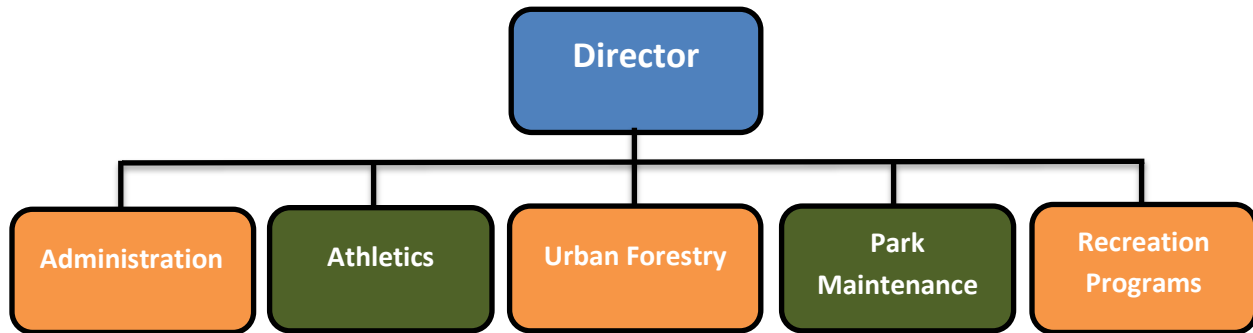 Director
Administration
Athletics
Urban Forestry
Park
Maintenance
Recreation
Programs